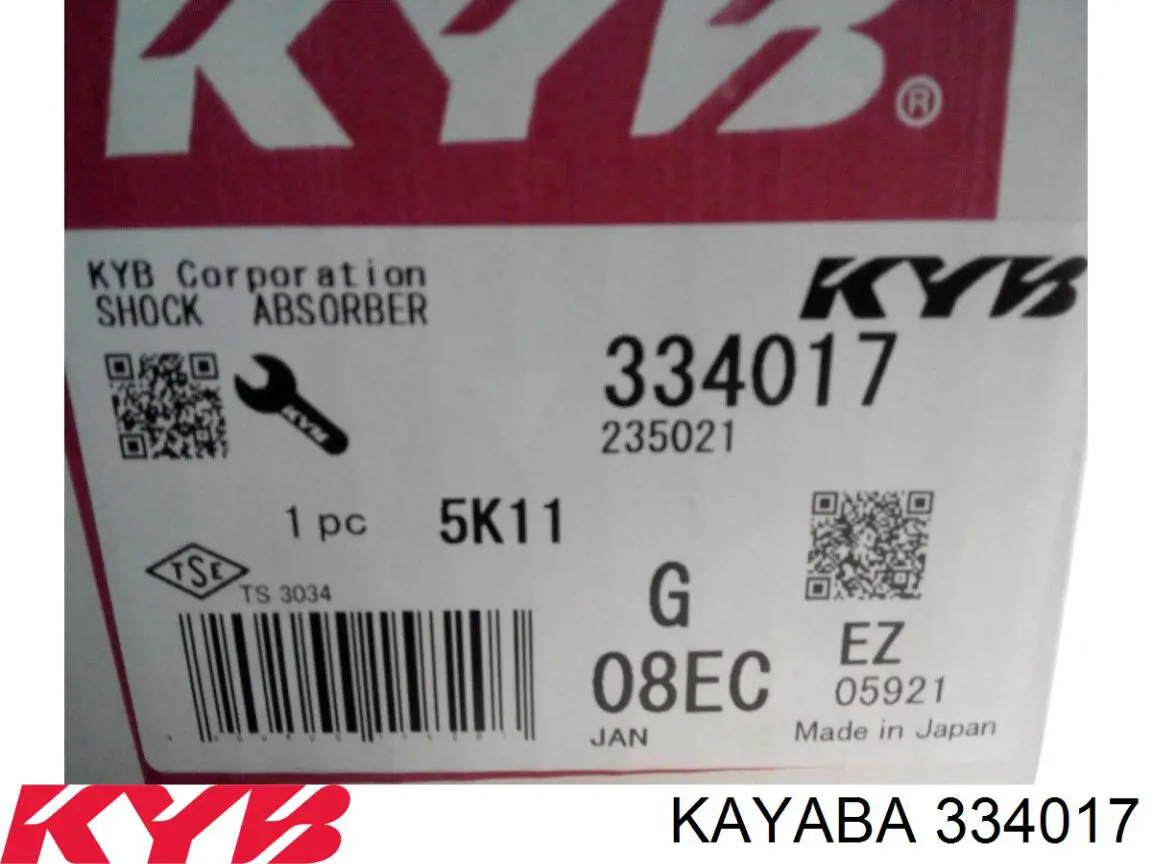 KYB®
KYB Corporation
SHOCK ABSORBER
KYB
334017
235021
KYB
1 pc
5K11
TSE
TS 3034
G
08EC
JAN
EZ
05921
Made in Japan
KYB
KAYABA 334017